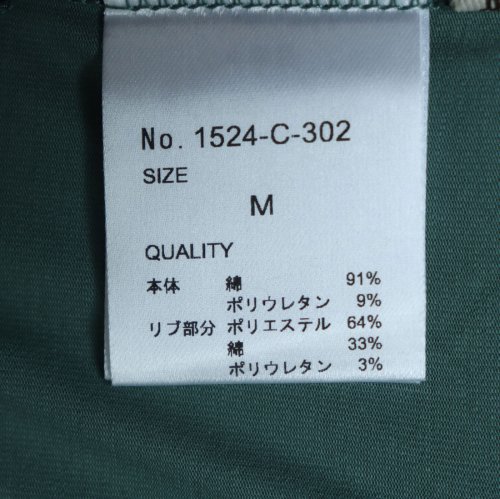 No. 1524-C-302
SIZE
M
QUALITY
本体 綿 91%
ポリウレタン 9%
リブ部分 ポリエステル 64%
綿 33%
ポリウレタン 3%